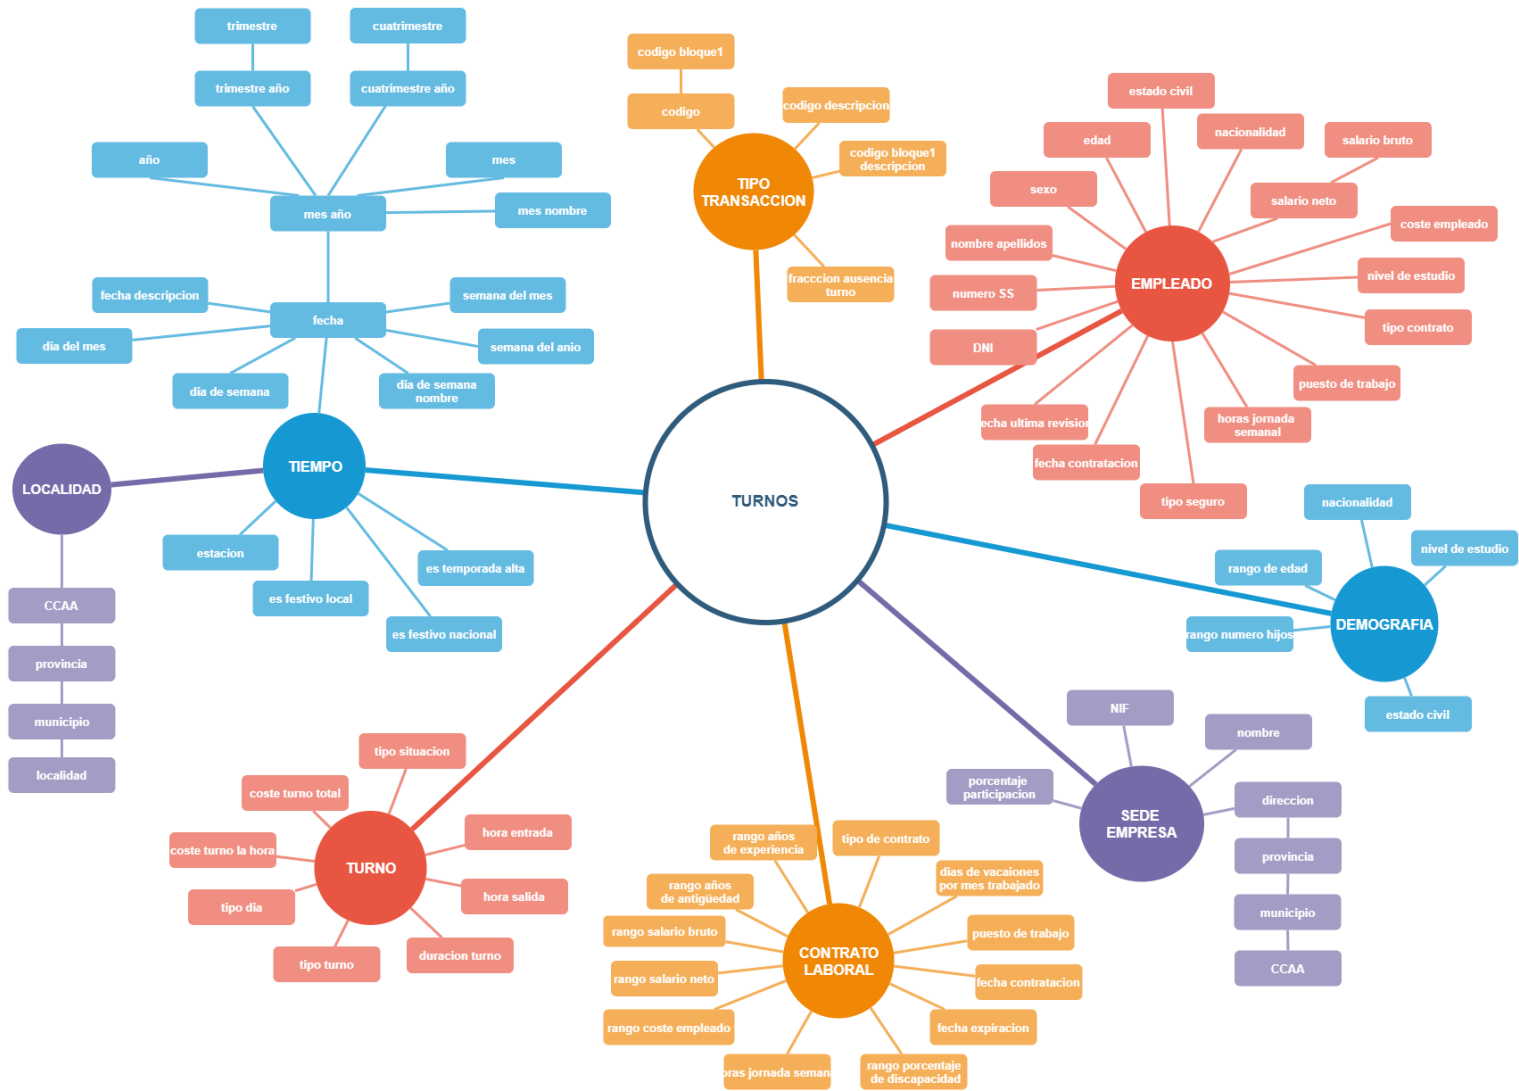 trimestre
cuatrimestre
trimestre año
cuatrimestre año
año
mes
mes año
mes nombre
fecha descripcion
semana del mes
fecha
dia del mes
semana del anio
dia de semana
dia de semana
nombre
TIEMPO
LOCALIDAD
estacion
es temporada alta
es festivo local
es festivo nacional
CCAA
provincia
municipio
localidad
codigo bloque1
codigo
codigo descripcion
codigo bloque1
descripcion
TIPO
TRANSACCION
fracccion ausencia
turno
estado civil
edad
nacionalidad
salario bruto
sexo
salario neto
nombre apellidos
coste empleado
EMPLEADO
nivel de estudio
numero SS
tipo contrato
DNI
puesto de trabajo
fecha ultima revision
horas jornada
semanal
fecha contratacion
tipo seguro
TURNOS
nacionalidad
rango de edad
nivel de estudio
rango numero hijos
DEMOGRAFIA
estado civil
NIF
nombre
porcentaje
participacion
direccion
SEDE
EMPRESA
provincia
municipio
CCAA
tipo situacion
coste turno total
hora entrada
coste turno la hora
TURNO
hora salida
tipo dia
tipo turno
duracion turno
rango años
de experiencia
tipo de contrato
rango años
de antigüedad
dias de vacaiones
por mes trabajado
rango salario bruto
puesto de trabajo
CONTRATO
LABORAL
rango salario neto
fecha contratacion
rango coste empleado
fecha expiracion
oras jornada seman
rango porcentaje
de discapacidad